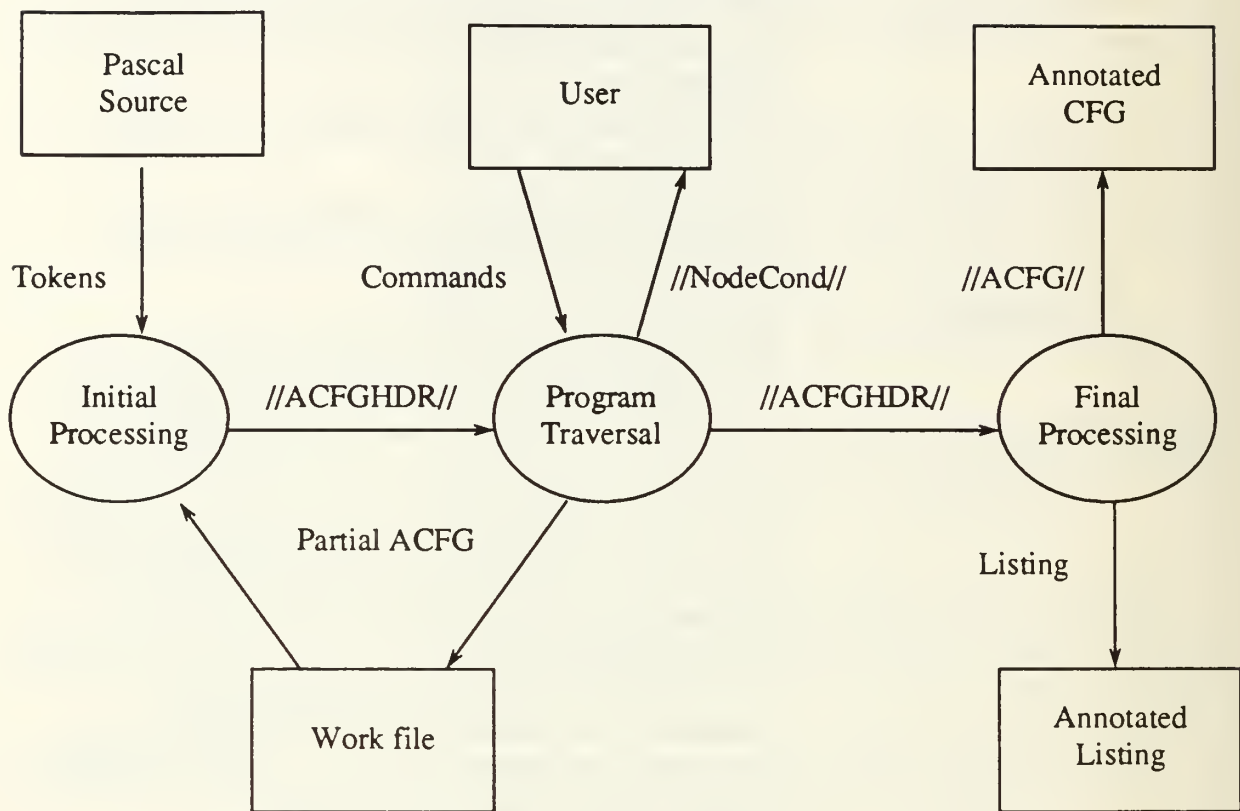 Pascal
Source
User
Annotated
CFG
Tokens
Commands
//NodeCond//
//ACFG//
Initial
Processing
//ACFGHDR//
Program
Traversal
//ACFGHDR//
Final
Processing
Partial ACFG
Listing
Work file
Annotated
Listing